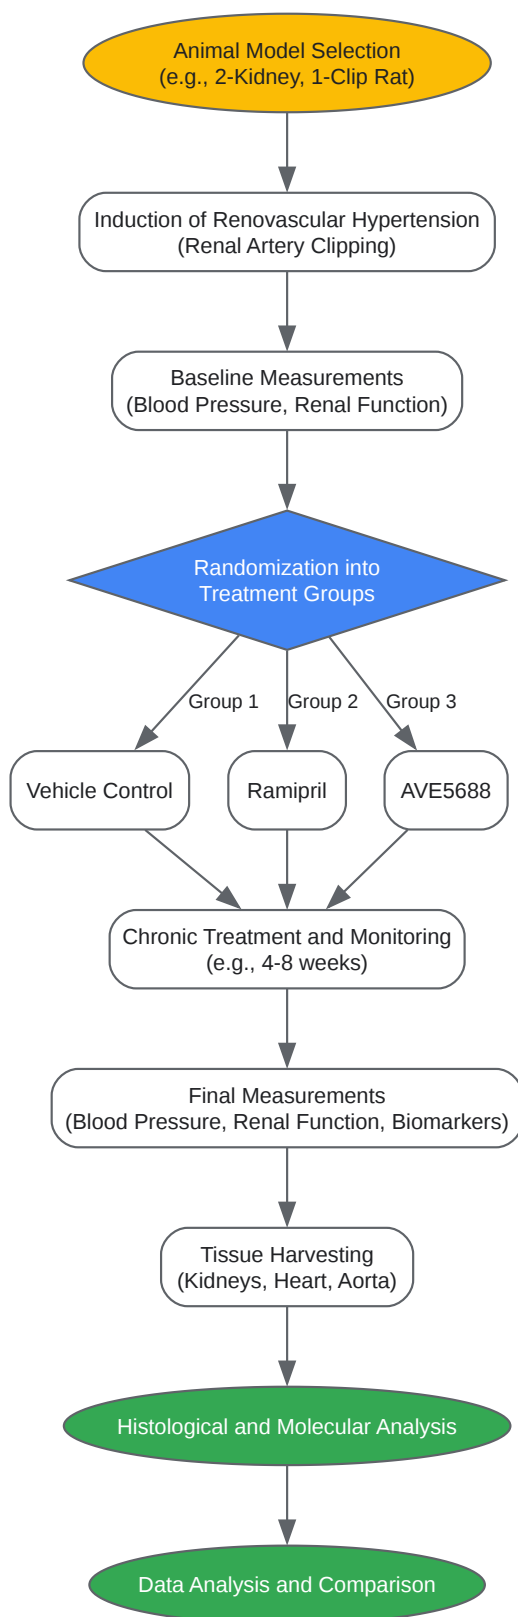 Animal Model Selection
(e.g., 2-Kidney, 1-Clip Rat)
Induction of Renovascular Hypertension
(Renal Artery Clipping)
Baseline Measurements
(Blood Pressure, Renal Function)
Randomization into
Treatment Groups
Group 1
Group 2
Group 3
Vehicle Control
Ramipril
AVE5688
Chronic Treatment and Monitoring
(e.g., 4-8 weeks)
Final Measurements
(Blood Pressure, Renal Function, Biomarkers)
Tissue Harvesting
(Kidneys, Heart, Aorta)
Histological and Molecular Analysis
Data Analysis and Comparison